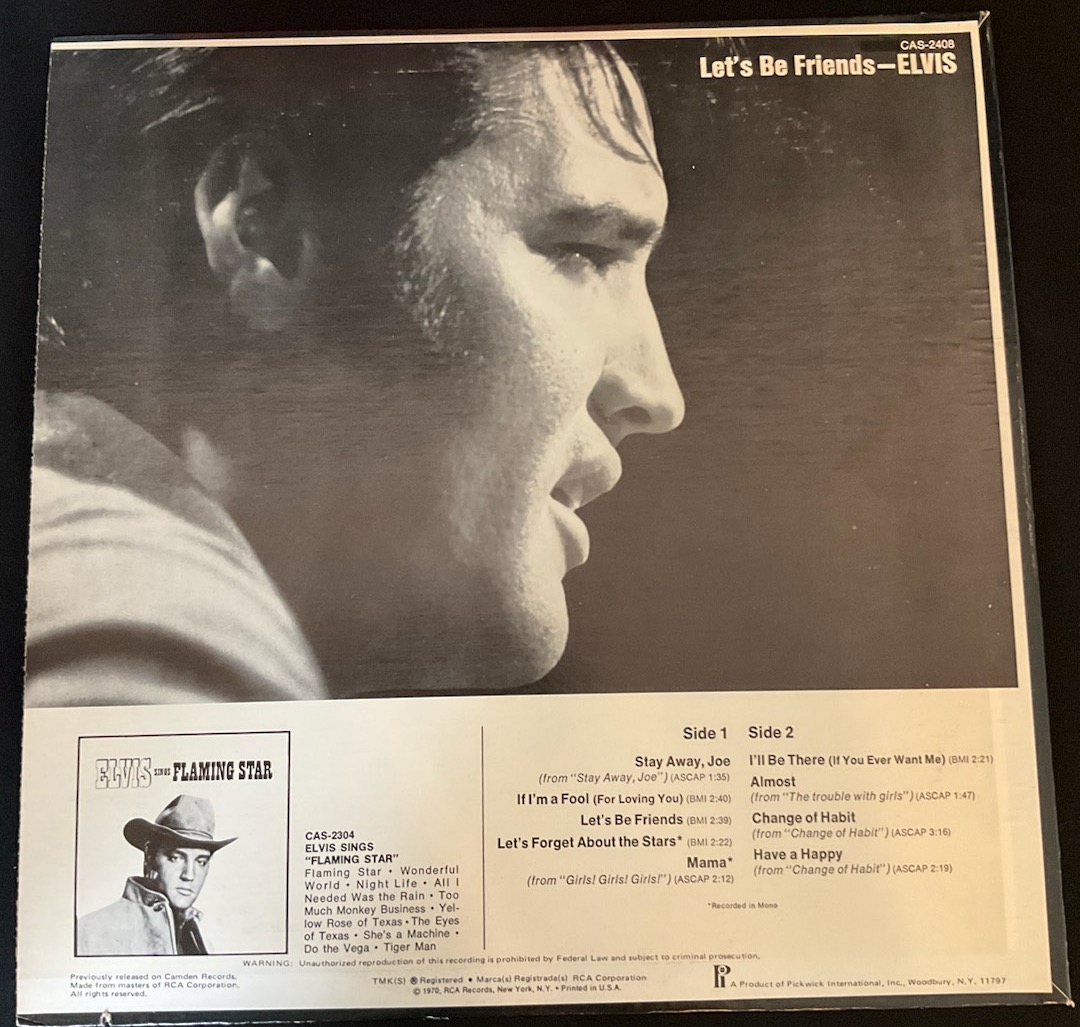 CAS-2408
Let's Be Friends—ELVIS
ELVIS SINGS FLAMING STAR
CAS-2304
ELVIS SINGS
"FLAMING STAR"
Flaming Star • Wonderful
World • Night Life • All I
Needed Was the Rain • Too
Much Monkey Business • Yel-
low Rose of Texas • The Eyes
of Texas • She's a Machine •
Do the Vega • Tiger Man
Side 1
Stay Away, Joe
(from "Stay Away, Joe") (ASCAP 1:35)
If I'm a Fool (For Loving You) (BMI 2:40)
Let's Be Friends (BMI 2:39)
Let's Forget About the Stars* (BMI 2:22)
Mama*
(from "Girls! Girls! Girls!") (ASCAP 2:12)
Side 2
I'll Be There (If You Ever Want Me) (BMI 2:21)
Almost
(from "The trouble with girls") (ASCAP 1:47)
Change of Habit
(from "Change of Habit") (ASCAP 3:16)
Have a Happy
(from "Change of Habit") (ASCAP 2:19)
*Recorded in Mono
WARNING: Unauthorized reproduction of this recording is prohibited by Federal Law and subject to criminal prosecution.
Previously released on Camden Records.
Made from masters of RCA Corporation.
All rights reserved.
TMK(S) ® Registered • Marca(s) Registrada(s) RCA Corporation
© 1970, RCA Records, New York, N.Y. • Printed in U.S.A.
A Product of Pickwick International, Inc., Woodbury, N.Y. 11797